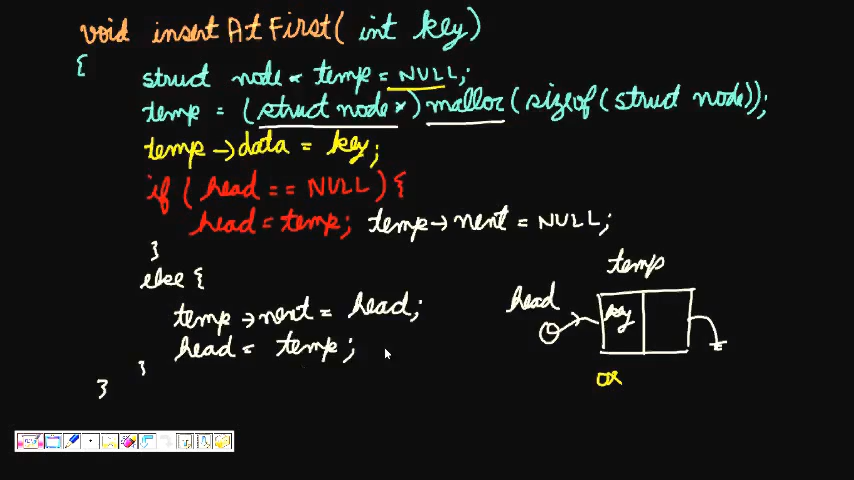 void insertAtFirst( int key)
{
struct node * temp = NULL;
temp = (struct node *) malloc (sizeof(struct node));
temp → data = key;
if ( head == NULL ) {
head = temp; temp → next = NULL;
}
else {
temp → next = head;
head = temp;
}
}
temp
head
key
0x